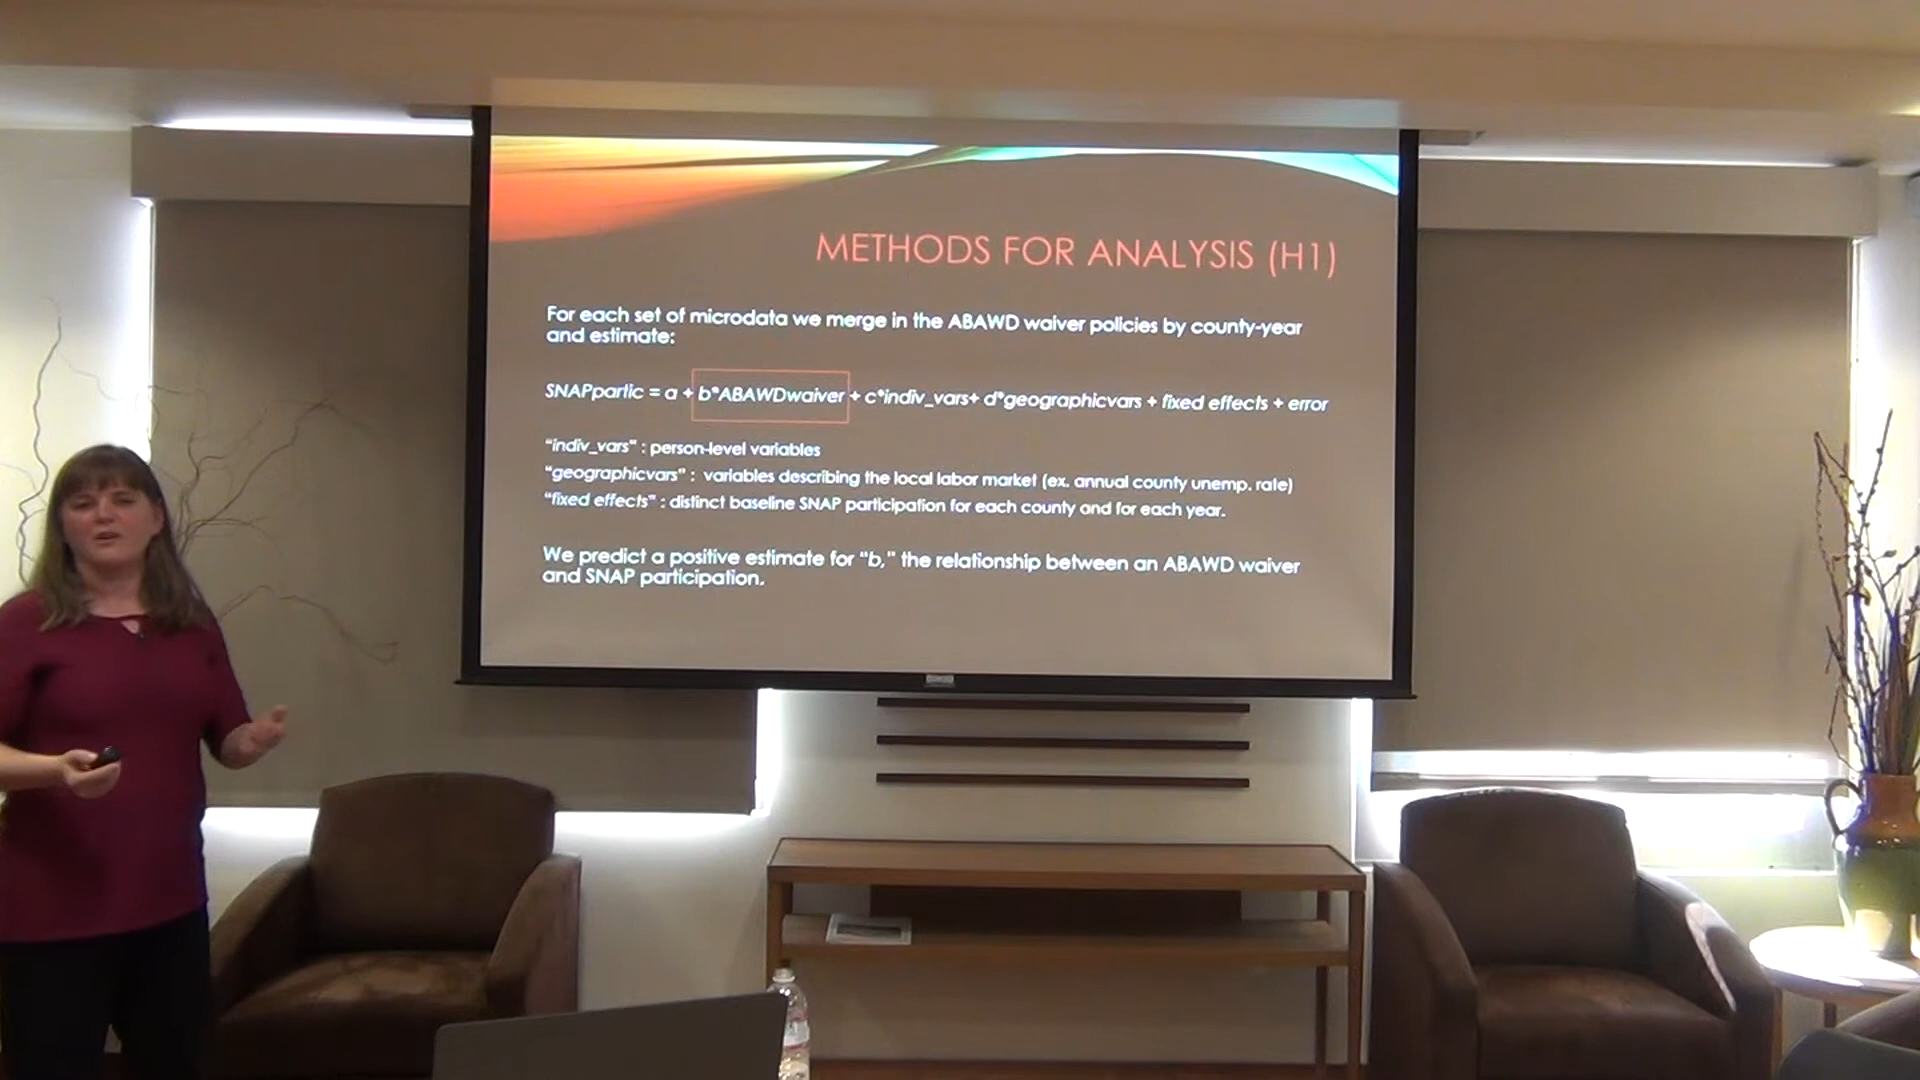 METHODS FOR ANALYSIS (H1)
For each set of microdata we merge in the ABAWD waiver policies by county-year
and estimate:
SNAPpartic = a + b*ABAWDwaiver + c*indiv_vars+ d*geographicvars + fixed effects + error
"indiv_vars" : person-level variables
"geographicvars" : variables describing the local labor market (ex. annual county unemp. rate)
"fixed effects" : distinct baseline SNAP participation for each county and for each year.
We predict a positive estimate for "b," the relationship between an ABAWD waiver
and SNAP participation.